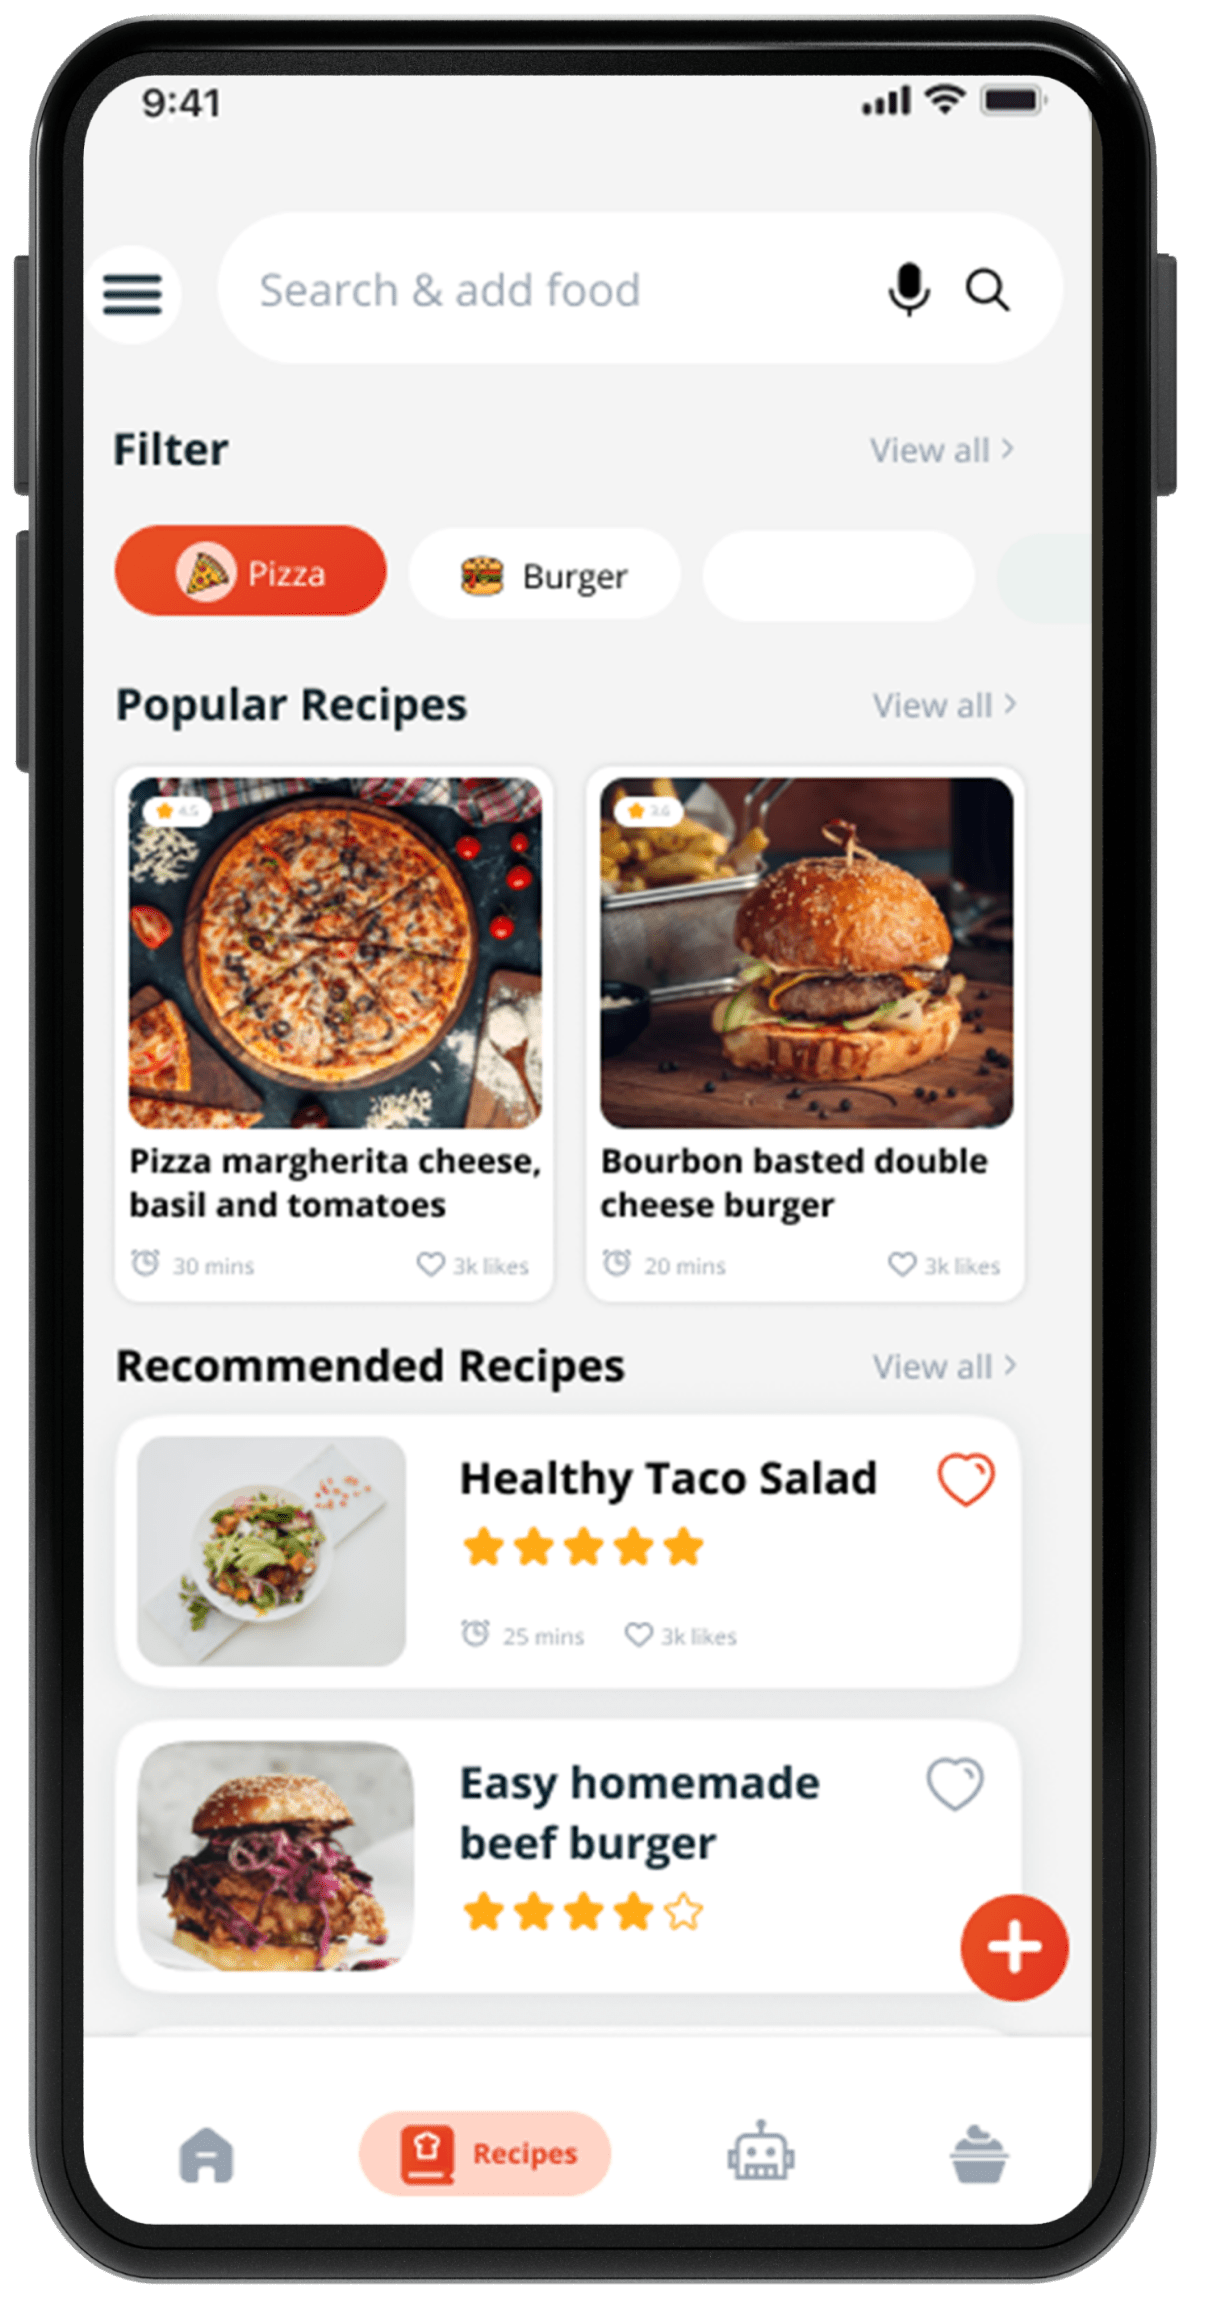 9:41
Search & add food
Filter
View all >
Pizza
Burger
Popular Recipes
View all >
4.5
3.6
Pizza margherita cheese,
basil and tomatoes
30 mins
3k likes
Bourbon basted double
cheese burger
20 mins
3k likes
Recommended Recipes
View all >
Healthy Taco Salad
25 mins
3k likes
Easy homemade
beef burger
Recipes